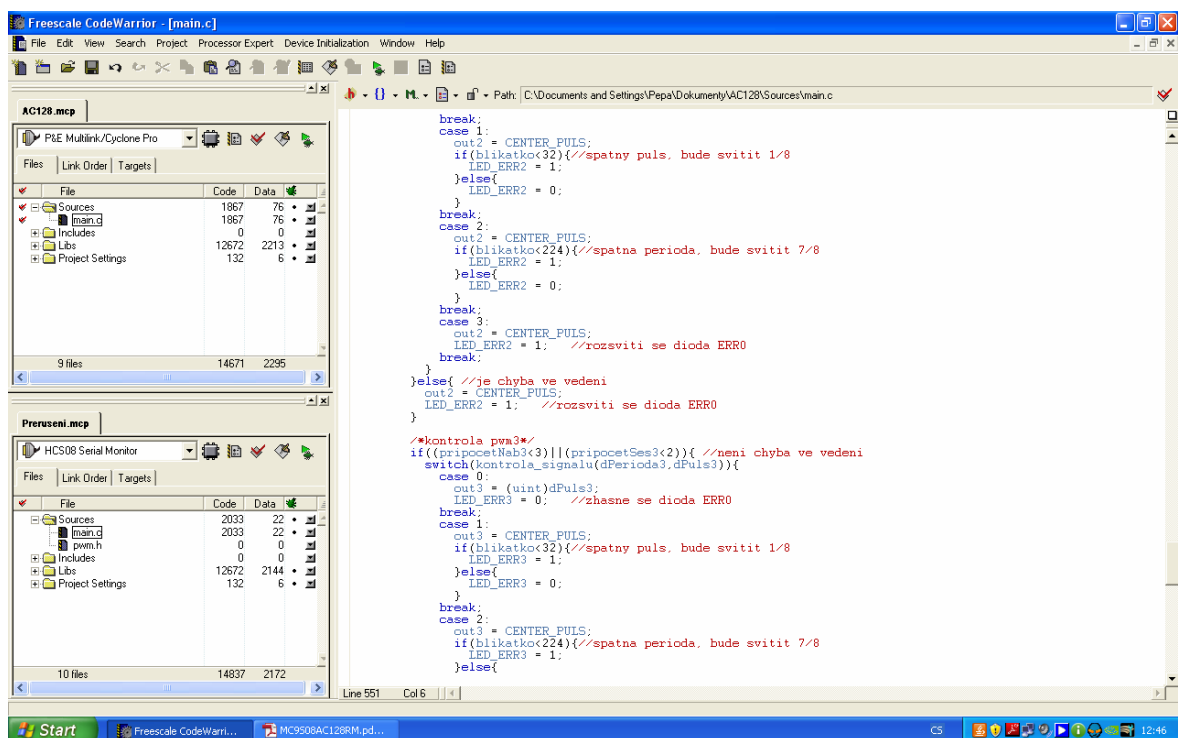 Freescale CodeWarrior - [main.c]
File Edit View Search Project Processor Expert Device Initialization Window Help
Path: C:\Documents and Settings\Pepa\Dokumenty\AC128\Sources\main.c
AC128.mcp
P&E Multilink/Cyclone Pro
Files Link Order Targets
File Code Data
Sources 1867 76
main.c 1867 76
Includes 0 0
Libs 12672 2213
Project Settings 132 6
9 files 14671 2295
Preruseni.mcp
HCS08 Serial Monitor
Files Link Order Targets
File Code Data
Sources 2033 22
main.c 2033 22
pwm.h 0 0
Includes 0 0
Libs 12672 2144
Project Settings 132 6
10 files 14837 2172
break;
case 1:
out2 = CENTER_PULS;
if(blikatko<32){//spatny puls, bude svitit 1/8
LED_ERR2 = 1;
}else{
LED_ERR2 = 0;
}
break;
case 2:
out2 = CENTER_PULS;
if(blikatko<224){//spatna perioda, bude svitit 7/8
LED_ERR2 = 1;
}else{
LED_ERR2 = 0;
}
break;
case 3:
out2 = CENTER_PULS;
LED_ERR2 = 1; //rozsviti se dioda ERR0
break;
}
}else{ //je chyba ve vedeni
out2 = CENTER_PULS;
LED_ERR2 = 1; //rozsviti se dioda ERR0
}
/*kontrola pwm3*/
if((pripocetNab3<3)||(pripocetSes3<2)){ //neni chyba ve vedeni
switch(kontrola_signalu(dPerioda3,dPuls3)){
case 0:
out3 = (uint)dPuls3;
LED_ERR3 = 0; //zhasne se dioda ERR0
break;
case 1:
out3 = CENTER_PULS;
if(blikatko<32){//spatny puls, bude svitit 1/8
LED_ERR3 = 1;
}else{
LED_ERR3 = 0;
}
break;
case 2:
out3 = CENTER_PULS;
if(blikatko<224){//spatna perioda, bude svitit 7/8
LED_ERR3 = 1;
}else{
Line 551 Col 6
Start Freescale CodeWarri... MC9S08AC128RM.pd... CS 12:46